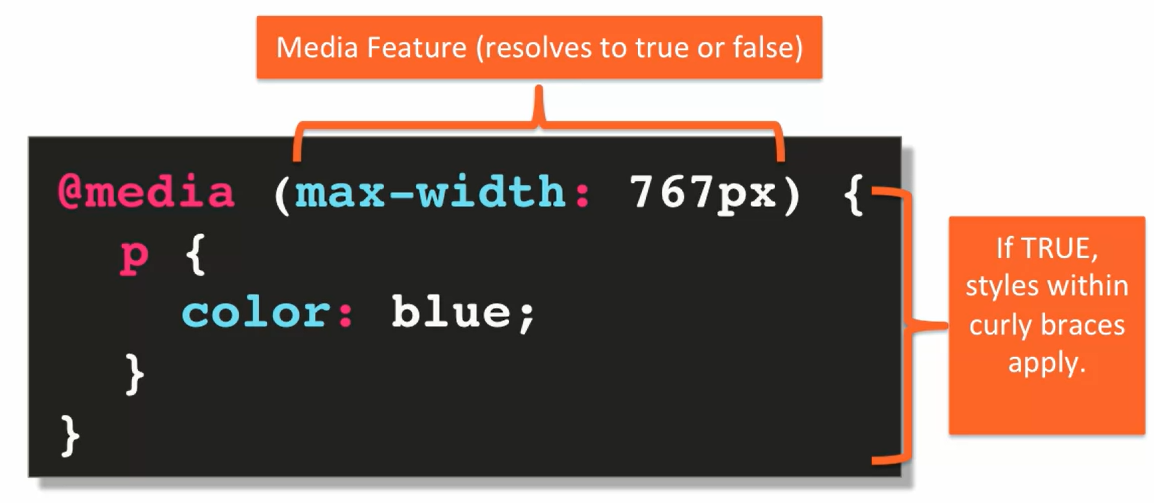 Media Feature (resolves to true or false)
@media (max-width: 767px) {
p {
color: blue;
}
}
If TRUE,
styles within
curly braces
apply.